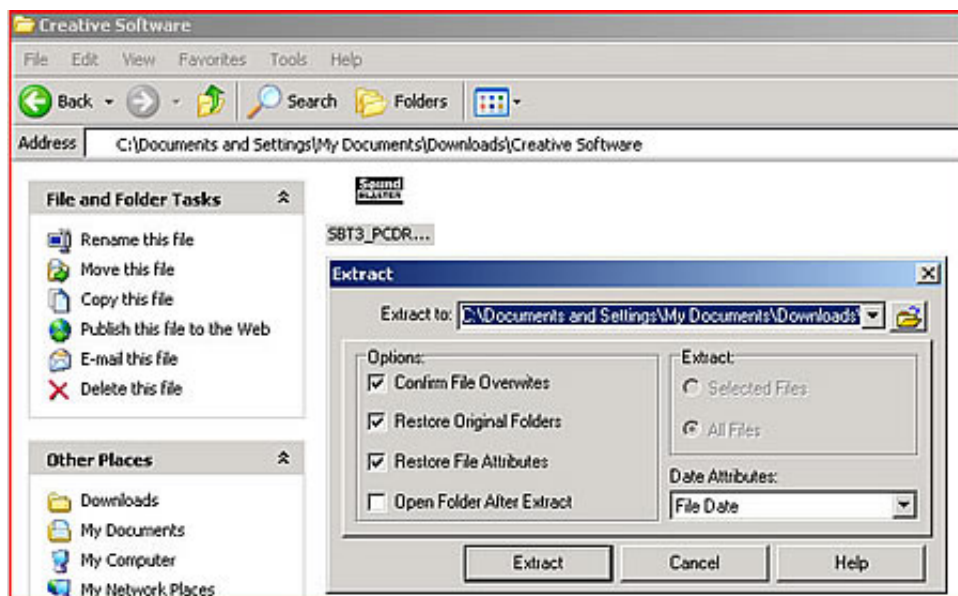 Creative Software
File Edit View Favorites Tools Help
Back Search Folders
Address C:\Documents and Settings\My Documents\Downloads\Creative Software
File and Folder Tasks
Rename this file
Move this file
Copy this file
Publish this file to the Web
E-mail this file
Delete this file
Other Places
Downloads
My Documents
My Computer
My Network Places
Sound
BLASTER
SBT3_PCDR...
Extract
Extract to: C:\Documents and Settings\My Documents\Downloads\
Options:
Confirm File Overwites
Restore Original Folders
Restore File Attributes
Open Folder After Extract
Extract:
Selected Files
All Files
Date Attributes:
File Date
Extract Cancel Help